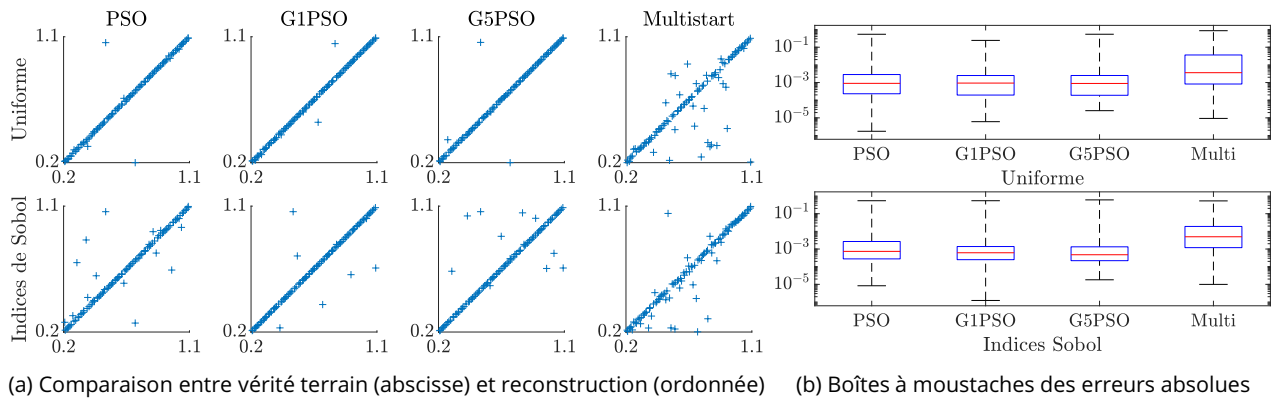 PSO G1PSO G5PSO Multistart
Uniforme
1.1 1.1 1.1 1.1
0.2 0.2 0.2 0.2
0.2 1.1 0.2 1.1 0.2 1.1 0.2 1.1
Indices de Sobol
1.1 1.1 1.1 1.1
0.2 0.2 0.2 0.2
0.2 1.1 0.2 1.1 0.2 1.1 0.2 1.1
(a) Comparaison entre vérité terrain (abscisse) et reconstruction (ordonnée)
10⁻¹
10⁻³
10⁻⁵
PSO G1PSO G5PSO Multi
Uniforme
10⁻¹
10⁻³
10⁻⁵
PSO G1PSO G5PSO Multi
Indices Sobol
(b) Boîtes à moustaches des erreurs absolues